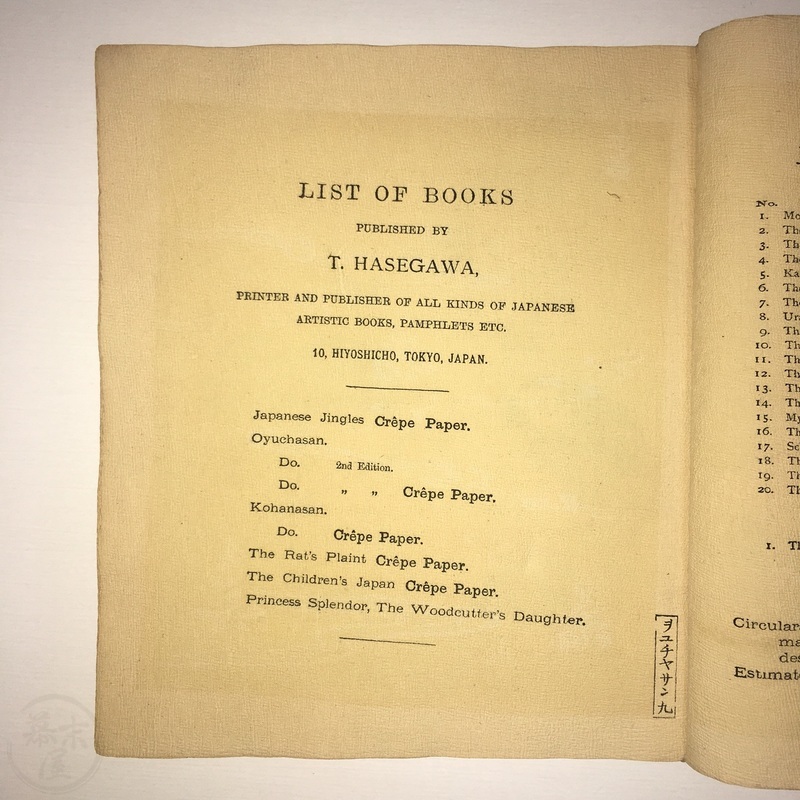 LIST OF BOOKS
PUBLISHED BY
T. HASEGAWA,
PRINTER AND PUBLISHER OF ALL KINDS OF JAPANESE
ARTISTIC BOOKS, PAMPHLETS ETC.
10, HIYOSHICHO, TOKYO, JAPAN.
Japanese Jingles Crêpe Paper.
Oyuchasan.
Do. 2nd Edition.
Do. „ „ Crêpe Paper.
Kohanasan.
Do. Crêpe Paper.
The Rat's Plaint Crêpe Paper.
The Children's Japan Crêpe Paper.
Princess Splendor, The Woodcutter's Daughter.
ヲユチヤサン 九
No.
1.
2.
3.
4.
5.
6.
7.
8.
9.
10.
11.
12.
13.
14.
15.
16.
17.
18.
19.
20.
1.
幕末屋